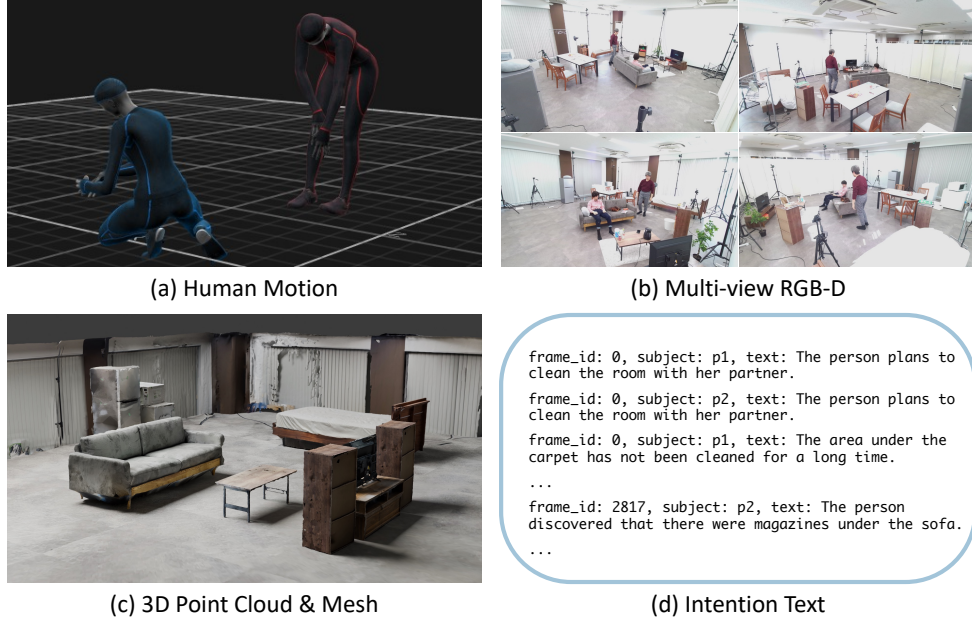 (a) Human Motion
(b) Multi-view RGB-D
(c) 3D Point Cloud & Mesh
frame_id: 0, subject: p1, text: The person plans to
clean the room with her partner.
frame_id: 0, subject: p2, text: The person plans to
clean the room with her partner.
frame_id: 0, subject: p1, text: The area under the
carpet has not been cleaned for a long time.
...
frame_id: 2817, subject: p2, text: The person
discovered that there were magazines under the sofa.
...
(d) Intention Text